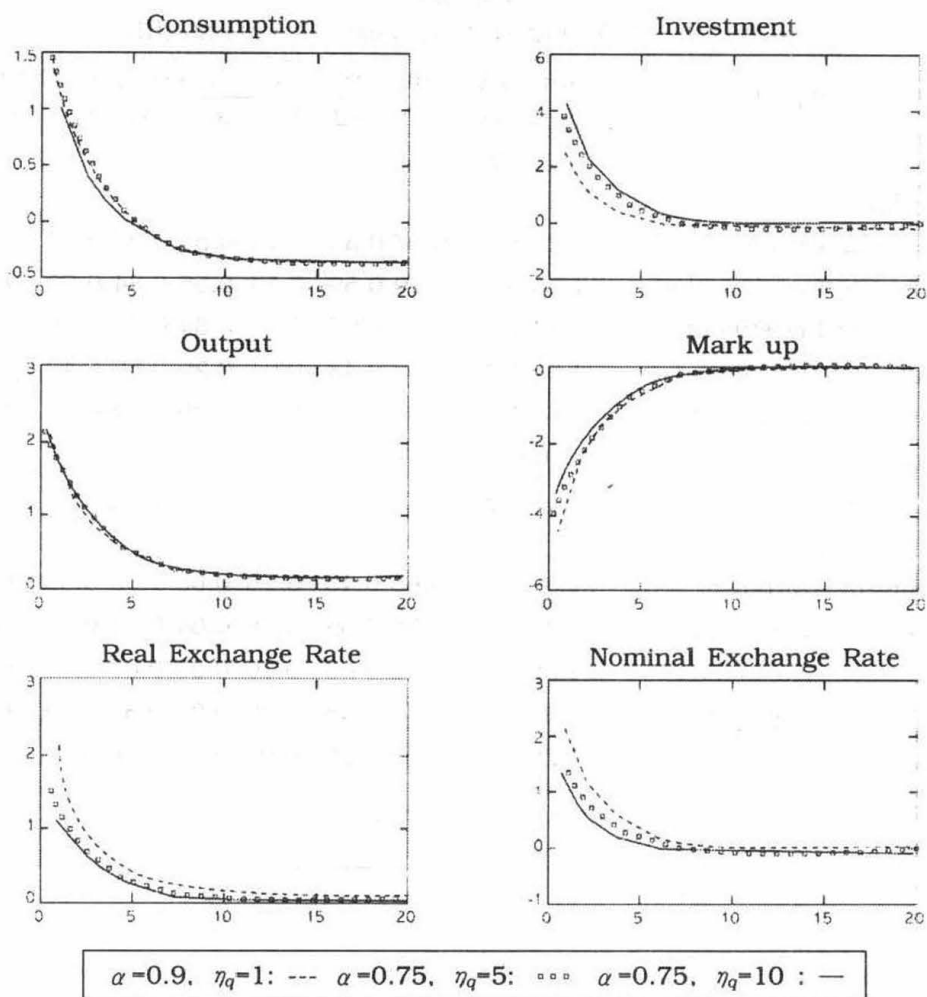 Consumption
1.5
1
0.5
0
-0.5
0 5 10 15 20
Investment
6
4
2
0
-2
0 5 10 15 20
Output
3
2
1
0
0 5 10 15 20
Mark up
0
-2
-4
-6
0 5 10 15 20
Real Exchange Rate
3
2
1
0
0 5 10 15 20
Nominal Exchange Rate
3
2
1
0
-1
0 5 10 15 20
α=0.9, ηq=1: --- α=0.75, ηq=5: ▫▫▫ α=0.75, ηq=10 : —